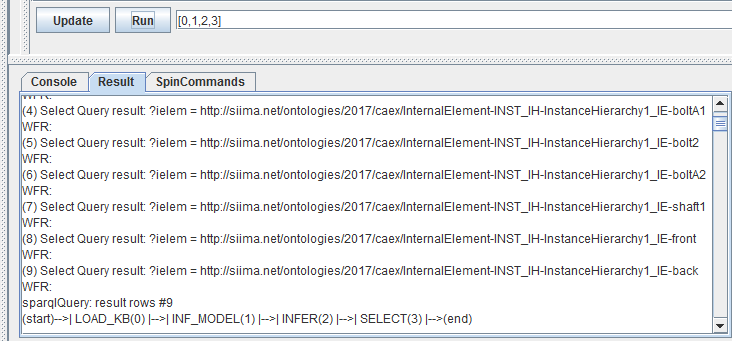 Update Run [0,1,2,3]
Console Result SpinCommands
WFR:
(4) Select Query result: ?ielem = http://siima.net/ontologies/2017/caex/InternalElement-INST_IH-InstanceHierarchy1_IE-boltA1
WFR:
(5) Select Query result: ?ielem = http://siima.net/ontologies/2017/caex/InternalElement-INST_IH-InstanceHierarchy1_IE-bolt2
WFR:
(6) Select Query result: ?ielem = http://siima.net/ontologies/2017/caex/InternalElement-INST_IH-InstanceHierarchy1_IE-boltA2
WFR:
(7) Select Query result: ?ielem = http://siima.net/ontologies/2017/caex/InternalElement-INST_IH-InstanceHierarchy1_IE-shaft1
WFR:
(8) Select Query result: ?ielem = http://siima.net/ontologies/2017/caex/InternalElement-INST_IH-InstanceHierarchy1_IE-front
WFR:
(9) Select Query result: ?ielem = http://siima.net/ontologies/2017/caex/InternalElement-INST_IH-InstanceHierarchy1_IE-back
WFR:
sparqlQuery: result rows #9
(start)-->| LOAD_KB(0) |-->| INF_MODEL(1) |-->| INFER(2) |-->| SELECT(3) |-->(end)